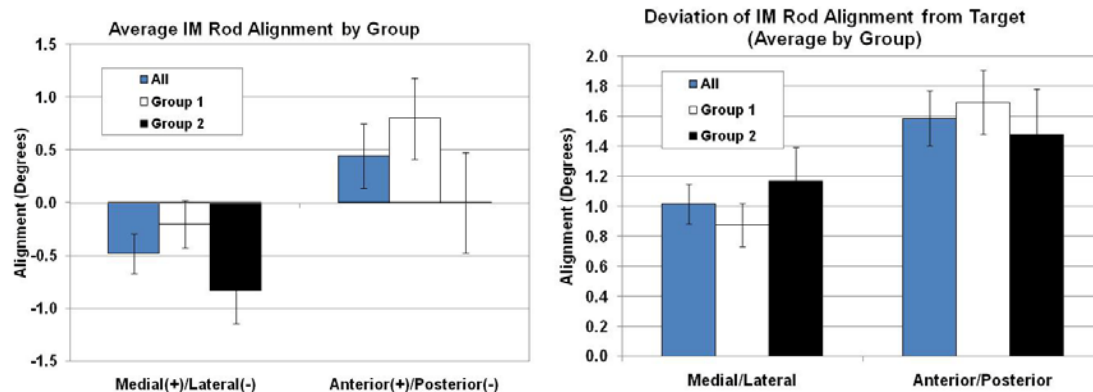 Average IM Rod Alignment by Group
1.5
1.0
0.5
0.0
-0.5
-1.0
-1.5
Alignment (Degrees)
All
Group 1
Group 2
Medial(+)/Lateral(-)
Anterior(+)/Posterior(-)
Deviation of IM Rod Alignment from Target
(Average by Group)
2.0
1.8
1.6
1.4
1.2
1.0
0.8
0.6
0.4
0.2
0.0
Alignment (Degrees)
All
Group 1
Group 2
Medial/Lateral
Anterior/Posterior